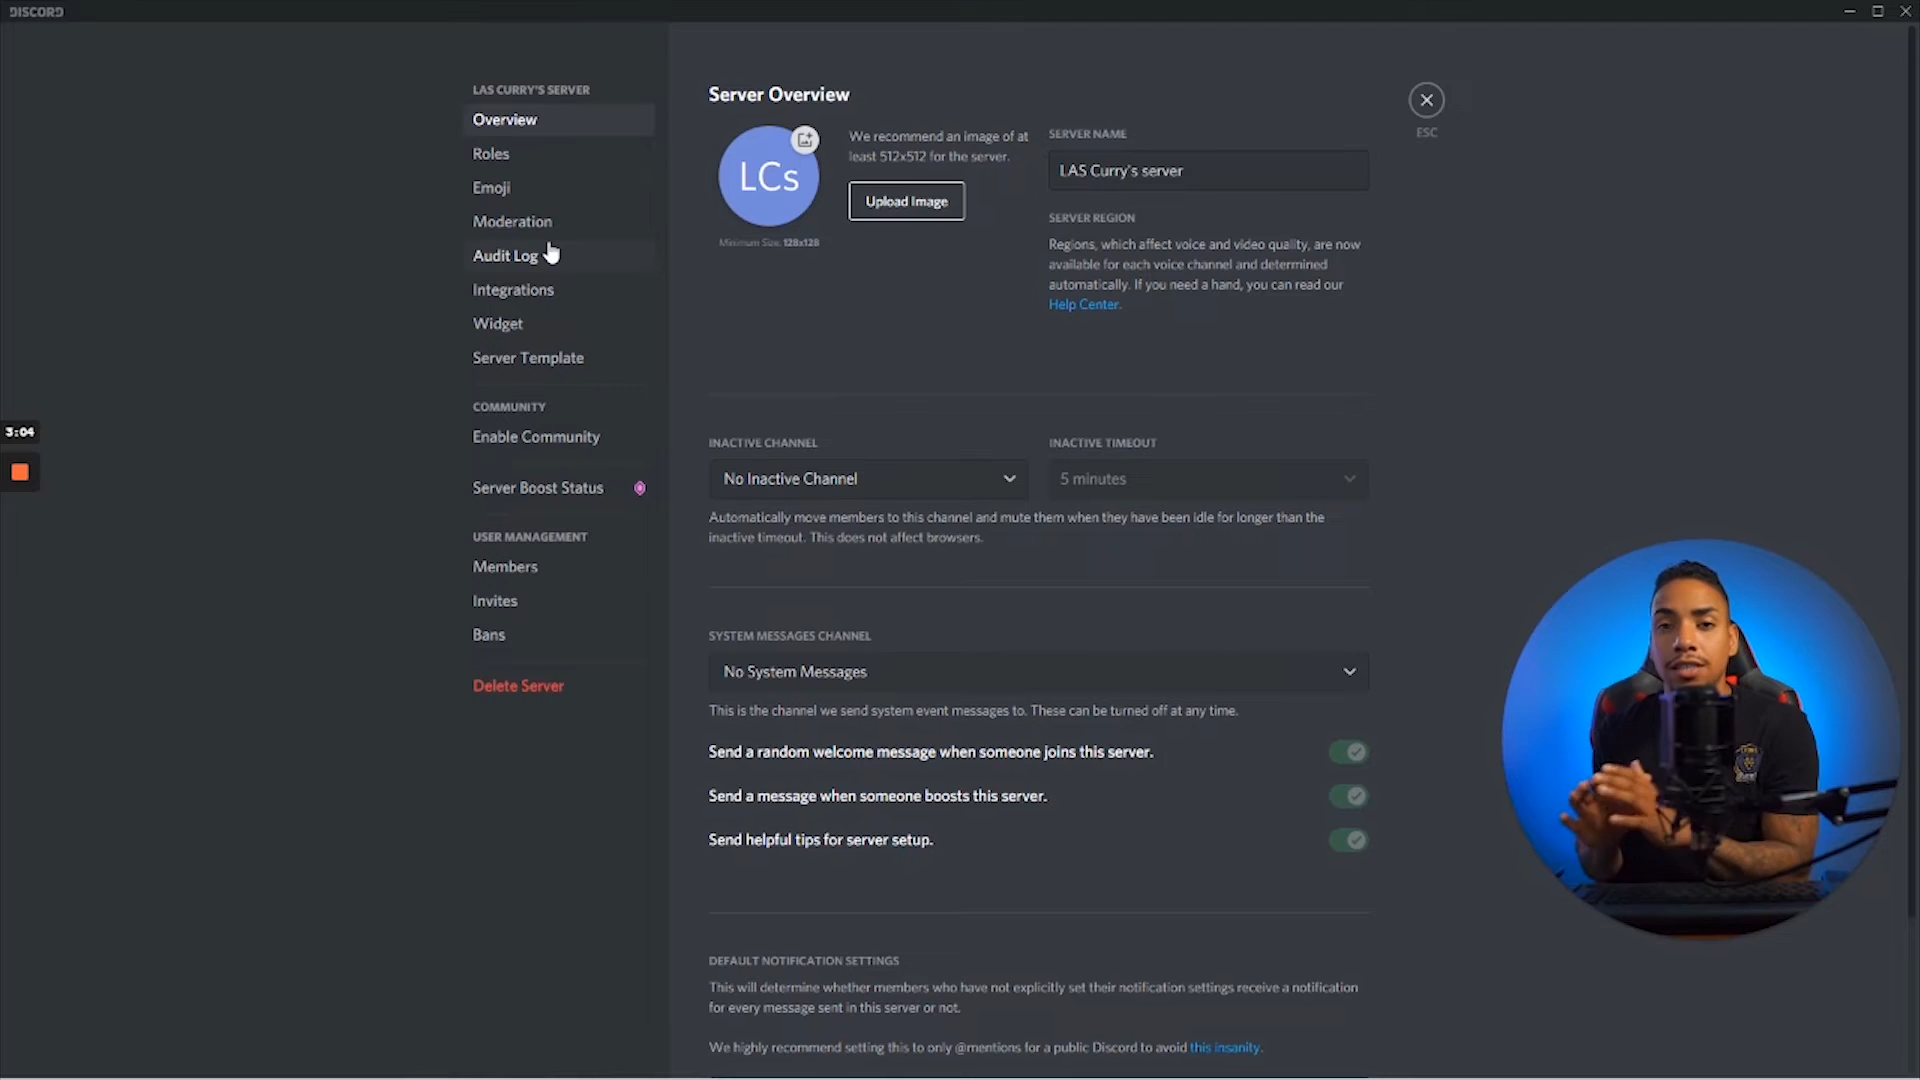 DISCORD
LAS CURRY'S SERVER
Overview
Roles
Emoji
Moderation
Audit Log
Integrations
Widget
Server Template
COMMUNITY
Enable Community
Server Boost Status
USER MANAGEMENT
Members
Invites
Bans
Delete Server
3:04
Server Overview
LCs
Minimum Size: 128x128
We recommend an image of at
least 512x512 for the server.
Upload Image
SERVER NAME
LAS Curry's server
SERVER REGION
Regions, which affect voice and video quality, are now
available for each voice channel and determined
automatically. If you need a hand, you can read our
Help Center.
ESC
INACTIVE CHANNEL
No Inactive Channel
INACTIVE TIMEOUT
5 minutes
Automatically move members to this channel and mute them when they have been idle for longer than the
inactive timeout. This does not affect browsers.
SYSTEM MESSAGES CHANNEL
No System Messages
This is the channel we send system event messages to. These can be turned off at any time.
Send a random welcome message when someone joins this server.
Send a message when someone boosts this server.
Send helpful tips for server setup.
DEFAULT NOTIFICATION SETTINGS
This will determine whether members who have not explicitly set their notification settings receive a notification
for every message sent in this server or not.
We highly recommend setting this to only @mentions for a public Discord to avoid this insanity.